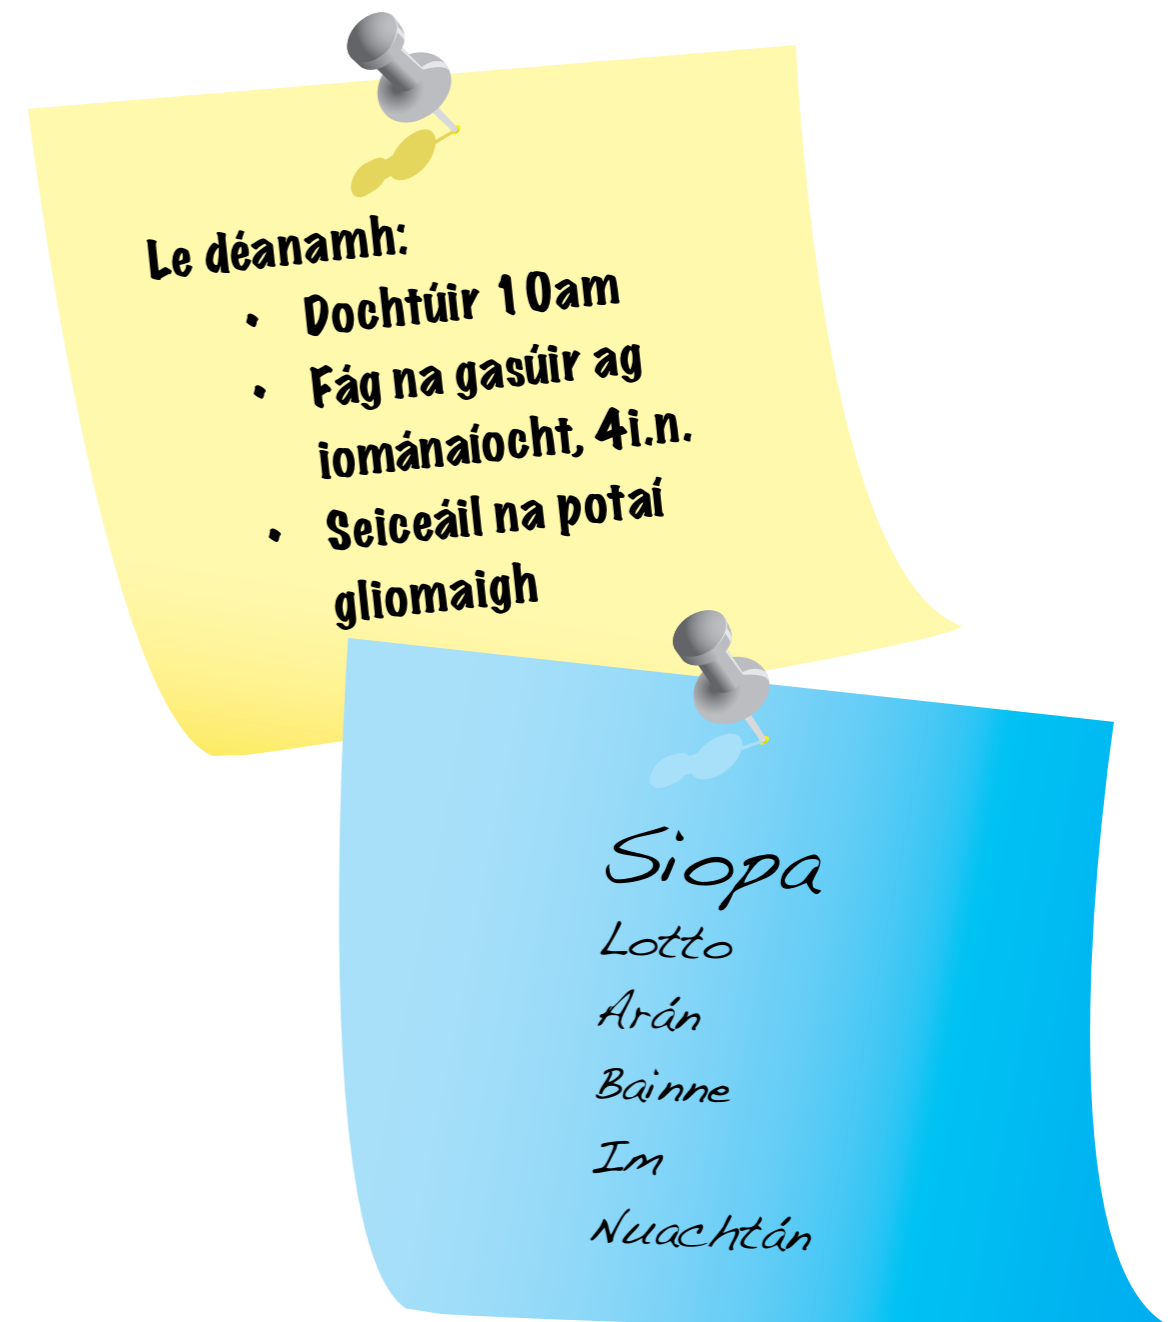 Le déanamh:
• Dochtúir 10am
• Fág na gasúir ag
iománaíocht, 4i.n.
• Seiceáil na potaí
gliomaigh
Siopa
Lotto
Arán
Bainne
Im
Nuachtán